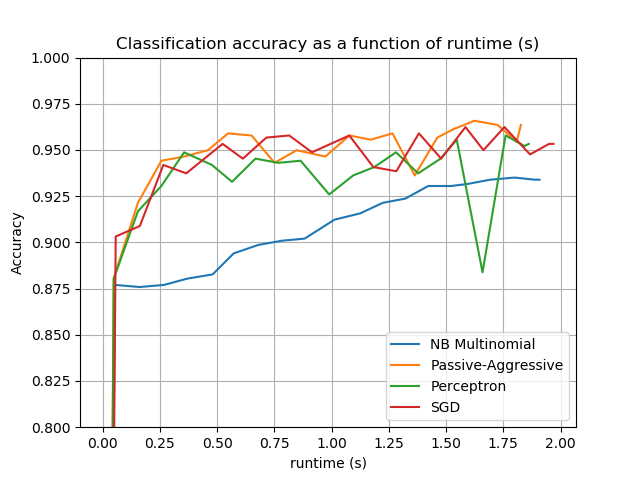 Classification accuracy as a function of runtime (s)
1.000
0.975
0.950
0.925
0.900
0.875
0.850
0.825
0.800
Accuracy
NB Multinomial
Passive-Aggressive
Perceptron
SGD
0.00 0.25 0.50 0.75 1.00 1.25 1.50 1.75 2.00
runtime (s)